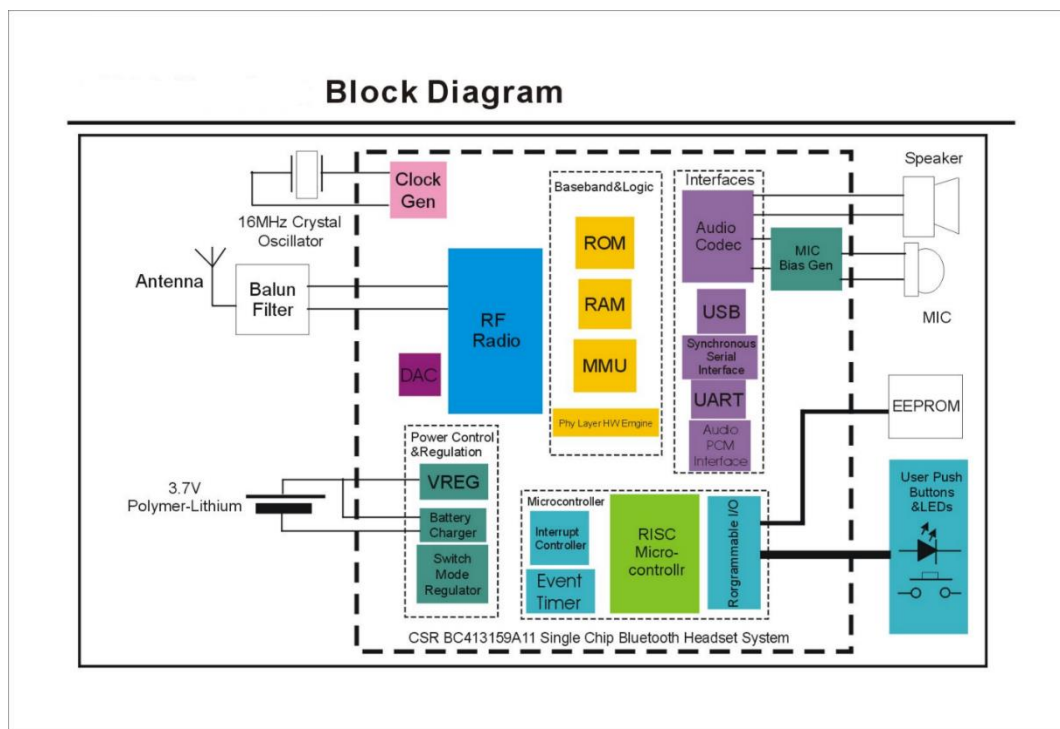 Block Diagram
Clock
Gen
16MHz Crystal
Oscillator
Antenna
Balun
Filter
RF
Radio
DAC
Baseband&Logic
ROM
RAM
MMU
Phy Layer HW Emgine
Interfaces
Audio
Codec
USB
Synchronous
Serial
Interface
UART
Audio
PCM
Interface
MIC
Bias Gen
Speaker
MIC
EEPROM
Power Control
&Regulation
VREG
Battery
Charger
Switch
Mode
Regulator
3.7V
Polymer-Lithium
Microcontroller
Interrupt
Controller
Event
Timer
RISC
Micro-
controllr
Rorgrammable I/O
User Push
Buttons
&LEDs
CSR BC413159A11 Single Chip Bluetooth Headset System